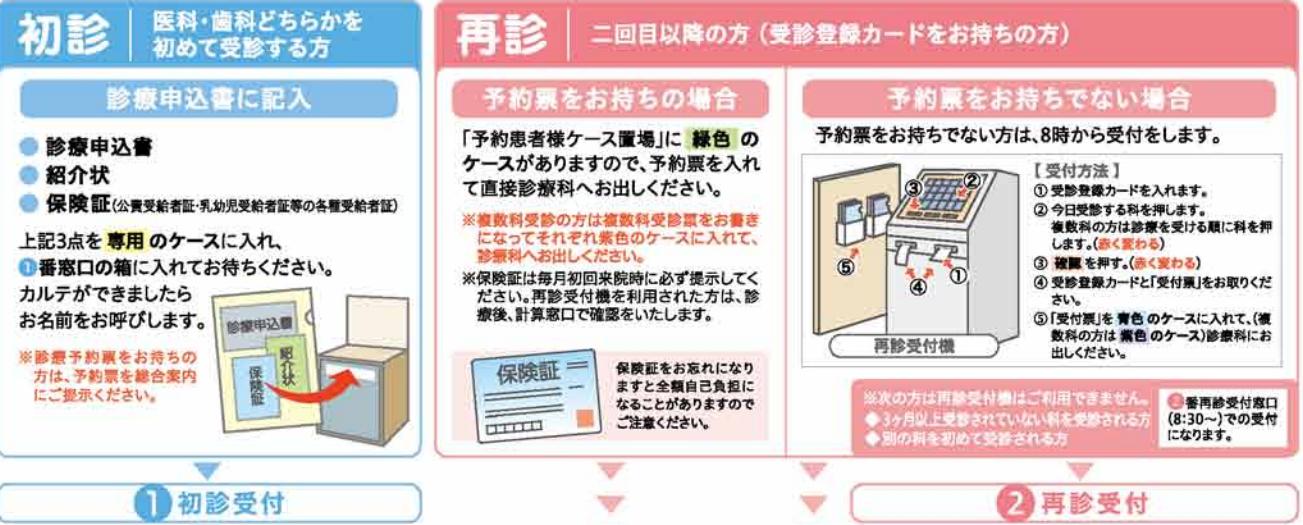 初診
医科・歯科どちらかを
初めて受診する方
診療申込書に記入
● 診療申込書
● 紹介状
● 保険証(公費受給者証・乳幼児受給者証等の各種受給者証)
上記3点を 専用 のケースに入れ、
❶番窓口の箱に入れてお待ちください。
カルテができましたら
お名前をお呼びします。
※診療予約票をお持ちの
方は、予約票を総合案内
にご提示ください。
診療申込書
紹介状
保険証
❶初診受付
再診
二回目以降の方（受診登録カードをお持ちの方）
予約票をお持ちの場合
「予約患者様ケース置場」に 緑色 の
ケースがありますので、予約票を入れ
て直接診療科へお出しください。
※複数科受診の方は複数科受診票をお書き
になってそれぞれ紫色のケースに入れて、
診療科へお出しください。
※保険証は毎月初回来院時に必ず提示してく
ださい。再診受付機を利用された方は、診
療後、計算窓口で確認をいたします。
保険証
保険証をお忘れになり
ますと全額自己負担に
なることがありますので
ご注意ください。
予約票をお持ちでない場合
予約票をお持ちでない方は、8時から受付をします。
③
②
⑤
④
①
再診受付機
【受付方法】
① 受診登録カードを入れます。
② 今日受診する科を押します。
複数科の方は診療を受ける順に科を押
します。(赤く変わる)
③ 確認 を押す。(赤く変わる)
④ 受診登録カードと「受付票」をお取りくだ
さい。
⑤「受付票」を 青色 のケースに入れて、(複
数科の方は 紫色 のケース)診療科にお
出しください。
※次の方は再診受付機はご利用できません。
◆3ヶ月以上受診されていない科を受診される方
◆別の科を初めて受診される方
❷番再診受付窓口
(8:30〜)での受付
になります。
❷再診受付